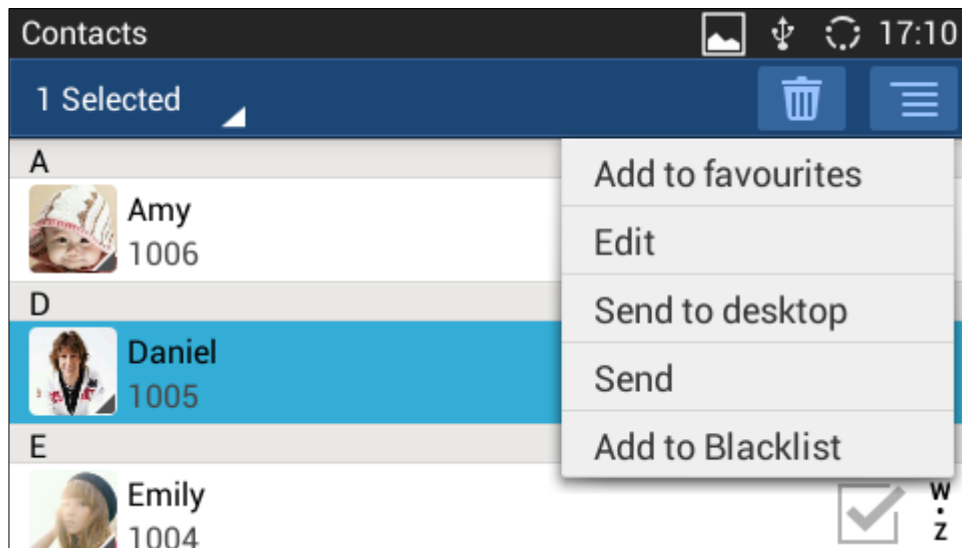 Contacts 17:10
1 Selected
A
Amy
1006
D
Daniel
1005
E
Emily
1004
Add to favourites
Edit
Send to desktop
Send
Add to Blacklist
W
.
Z